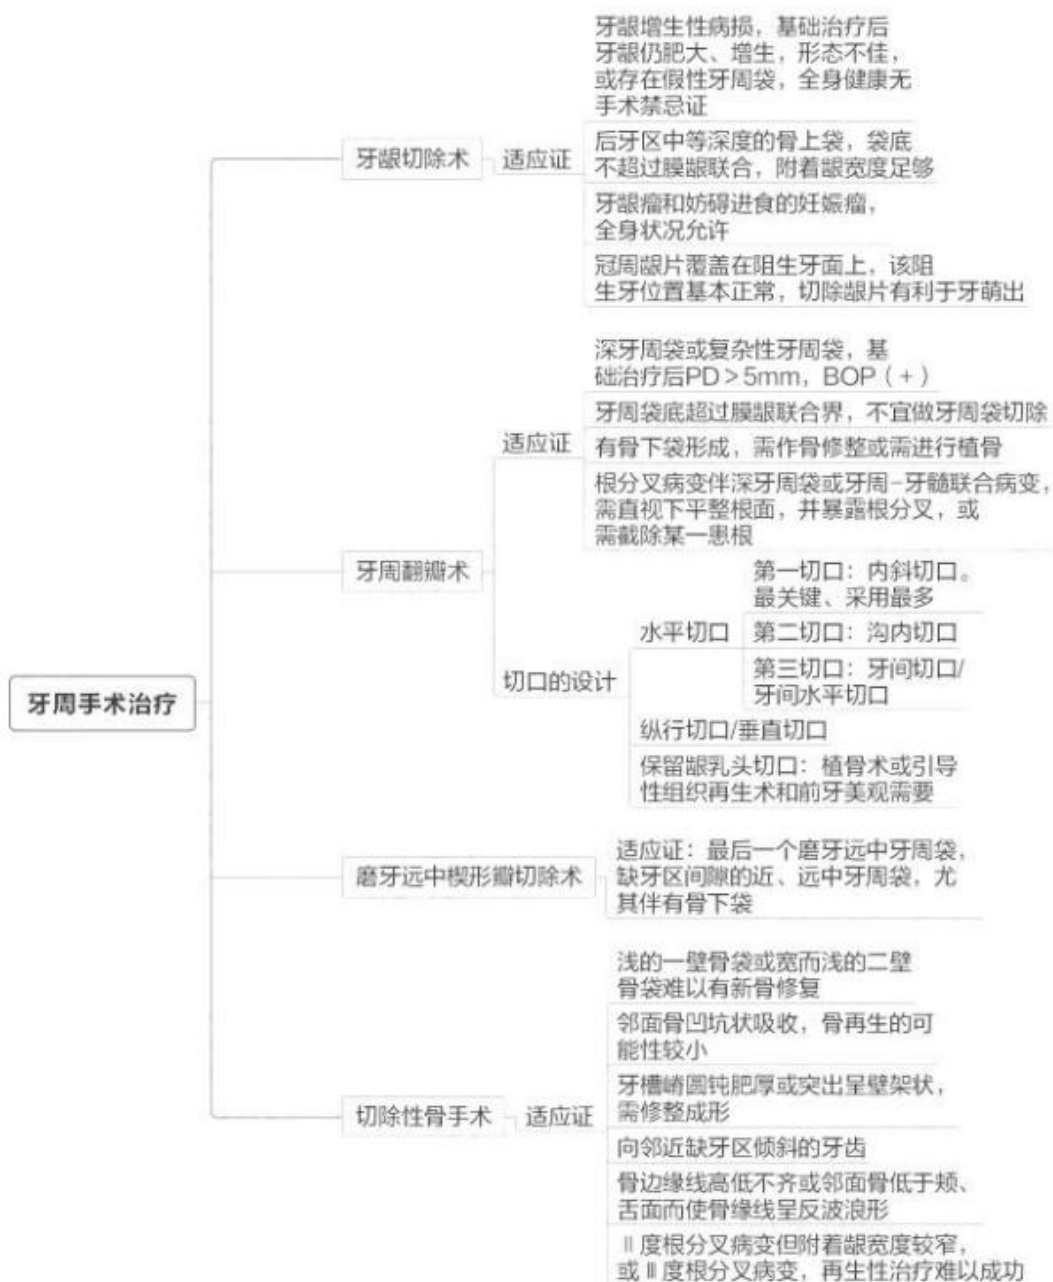 牙周手术治疗
牙龈切除术
适应证
牙龈增生性病损，基础治疗后
牙龈仍肥大、增生，形态不佳，
或存在假性牙周袋，全身健康无
手术禁忌证
后牙区中等深度的骨上袋，袋底
不超过膜龈联合，附着龈宽度足够
牙龈瘤和妨碍进食的妊娠瘤，
全身状况允许
冠周龈片覆盖在阻生牙面上，该阻
生牙位置基本正常，切除龈片有利于牙萌出
牙周翻瓣术
适应证
深牙周袋或复杂性牙周袋，基
础治疗后PD＞5mm，BOP（+）
牙周袋底超过膜龈联合界，不宜做牙周袋切除
有骨下袋形成，需作骨修整或需进行植骨
根分叉病变伴深牙周袋或牙周-牙髓联合病变，
需直视下平整根面，并暴露根分叉，或
需截除某一患根
切口的设计
水平切口
第一切口：内斜切口。
最关键、采用最多
第二切口：沟内切口
第三切口：牙间切口/
牙间水平切口
纵行切口/垂直切口
保留龈乳头切口：植骨术或引导
性组织再生术和前牙美观需要
磨牙远中楔形瓣切除术
适应证：最后一个磨牙远中牙周袋，
缺牙区间隙的近、远中牙周袋，尤
其伴有骨下袋
切除性骨手术
适应证
浅的一壁骨袋或宽而浅的二壁
骨袋难以有新骨修复
邻面骨凹坑状吸收，骨再生的可
能性较小
牙槽嵴圆钝肥厚或突出呈壁架状，
需修整成形
向邻近缺牙区倾斜的牙齿
骨边缘线高低不齐或邻面骨低于颊、
舌面而使骨缘线呈反波浪形
Ⅱ度根分叉病变但附着龈宽度较窄，
或Ⅱ度根分叉病变，再生性治疗难以成功